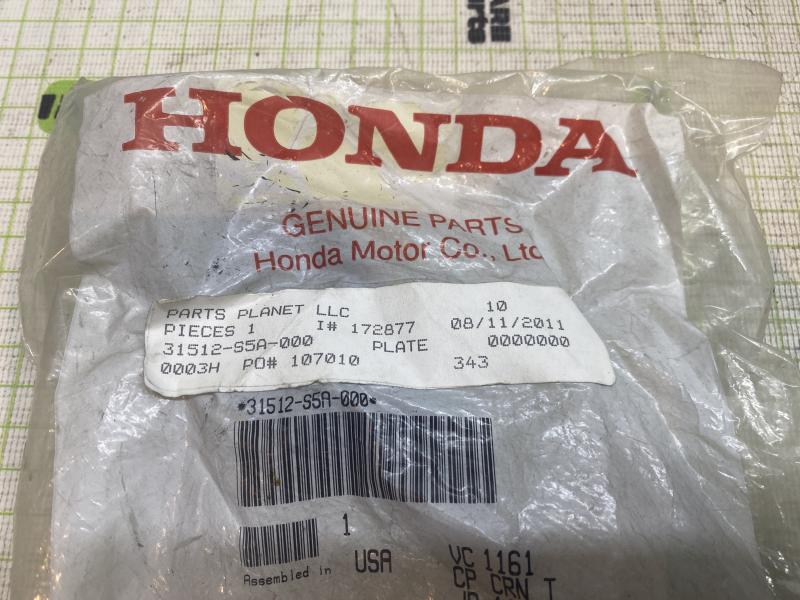 HONDA
GENUINE PARTS
Honda Motor Co., Ltd
PARTS PLANET LLC 10
PIECES 1 I# 172877 08/11/2011
31512-S5A-000 PLATE 0000000
0003H PO# 107010 343
*31512-S5A-000*
1
Assembled in USA
VC 1161
CP CRN T